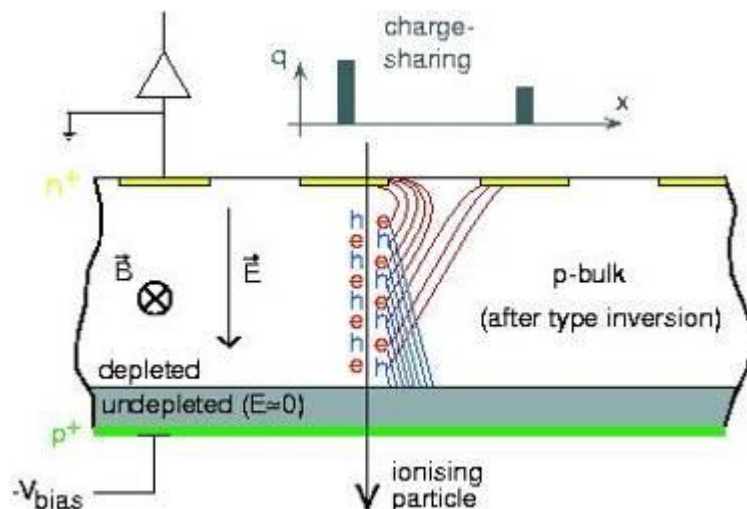 charge-
sharing
q
x
n+
h e
e h
h e
e h
h e
e h
h e
e h
B
E
p-bulk
(after type inversion)
depleted
undepleted (E≃0)
p+
-Vbias
ionising
particle